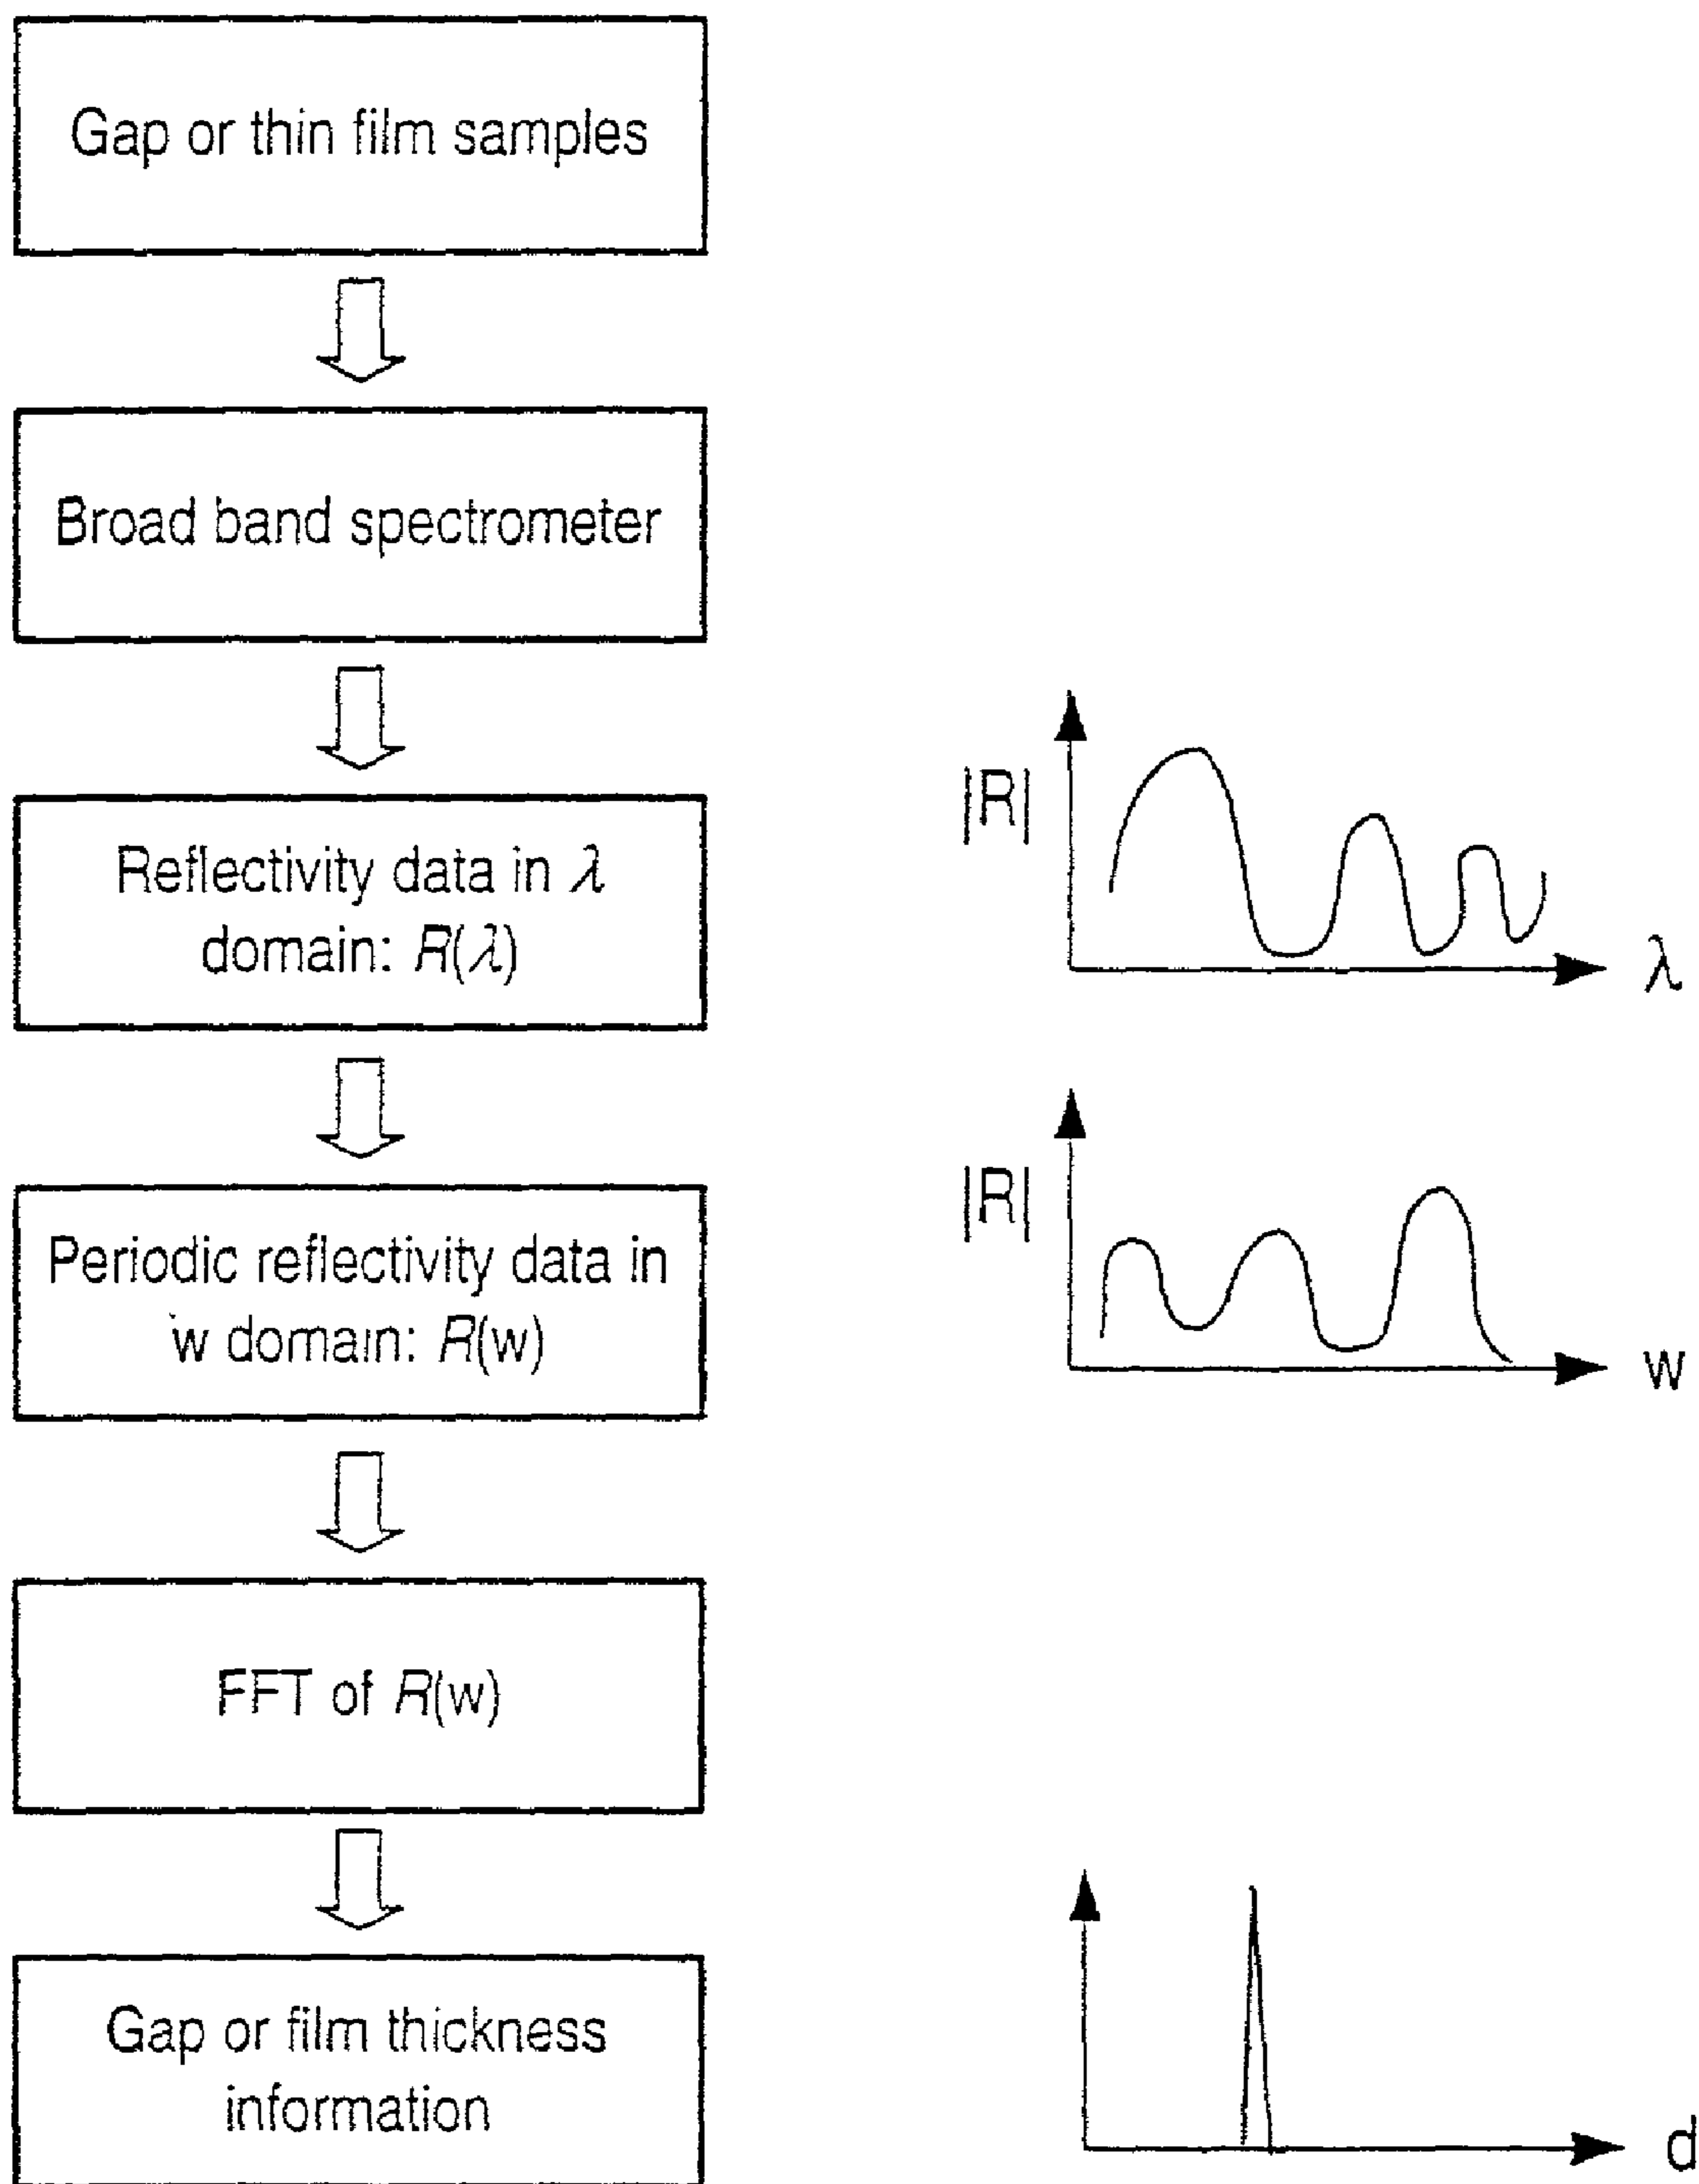 Gap or thin film samples
Broad band spectrometer
Reflectivity data in λ
domain: R(λ)
|R|
λ
Periodic reflectivity data in
w domain: R(w)
|R|
w
FFT of R(w)
Gap or film thickness
information
d